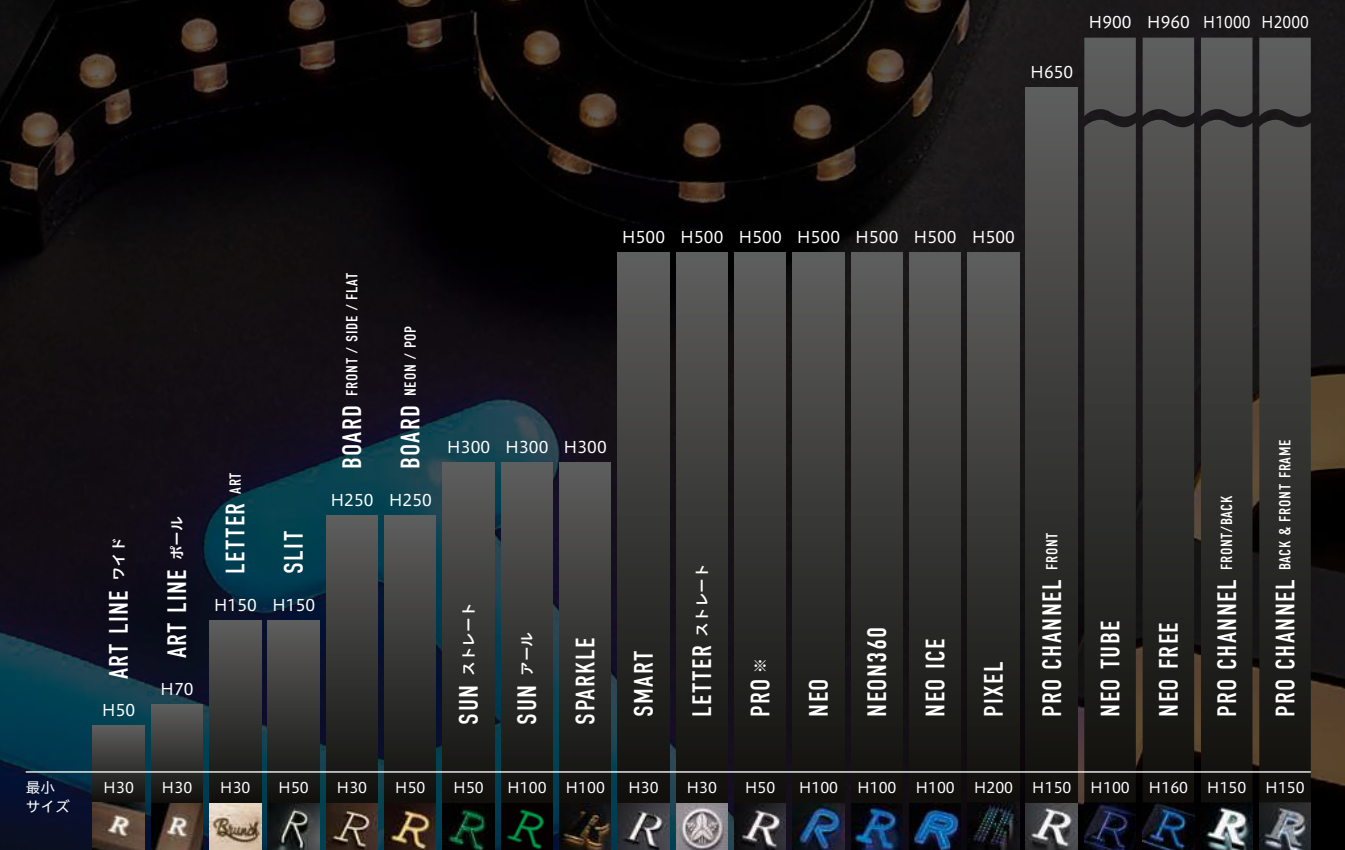 H900 H960 H1000 H2000
H650
H500 H500 H500 H500 H500 H500 H500
H300 H300 H300
H250 H250
H150 H150
H70
H50
ART LINE ワイド
ART LINE ポール
LETTER ART
SLIT
BOARD FRONT / SIDE / FLAT
BOARD NEON / POP
SUN ストレート
SUN アール
SPARKLE
SMART
LETTER ストレート
PRO ※
NEO
NEON360
NEO ICE
PIXEL
PRO CHANNEL FRONT
NEO TUBE
NEO FREE
PRO CHANNEL FRONT/BACK
PRO CHANNEL BACK & FRONT FRAME
最小
サイズ
H30 H30 H30 H50 H30 H50 H50 H100 H100 H30 H30 H50 H100 H100 H100 H200 H150 H100 H160 H150 H150
R R Brunch R R R R R R R R R R R R R R R R R